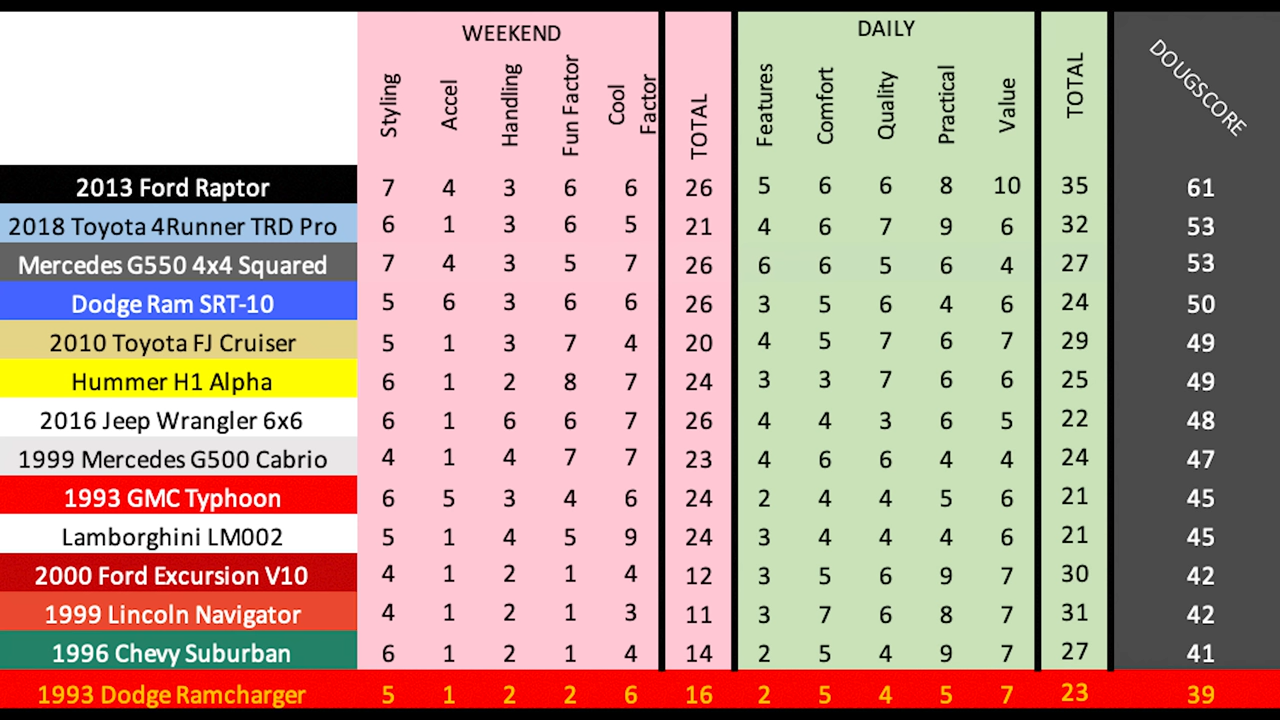 WEEKEND DAILY
Styling Accel Handling Fun Factor Cool Factor TOTAL Features Comfort Quality Practical Value TOTAL DOUGSCORE
2013 Ford Raptor 7 4 3 6 6 26 5 6 6 8 10 35 61
2018 Toyota 4Runner TRD Pro 6 1 3 6 5 21 4 6 7 9 6 32 53
Mercedes G550 4x4 Squared 7 4 3 5 7 26 6 6 5 6 4 27 53
Dodge Ram SRT-10 5 6 3 6 6 26 3 5 6 4 6 24 50
2010 Toyota FJ Cruiser 5 1 3 7 4 20 4 5 7 6 7 29 49
Hummer H1 Alpha 6 1 2 8 7 24 3 3 7 6 6 25 49
2016 Jeep Wrangler 6x6 6 1 6 6 7 26 4 4 3 6 5 22 48
1999 Mercedes G500 Cabrio 4 1 4 7 7 23 4 6 6 4 4 24 47
1993 GMC Typhoon 6 5 3 4 6 24 2 4 4 5 6 21 45
Lamborghini LM002 5 1 4 5 9 24 3 4 4 4 6 21 45
2000 Ford Excursion V10 4 1 2 1 4 12 3 5 6 9 7 30 42
1999 Lincoln Navigator 4 1 2 1 3 11 3 7 6 8 7 31 42
1996 Chevy Suburban 6 1 2 1 4 14 2 5 4 9 7 27 41
1993 Dodge Ramcharger 5 1 2 2 6 16 2 5 4 5 7 23 39